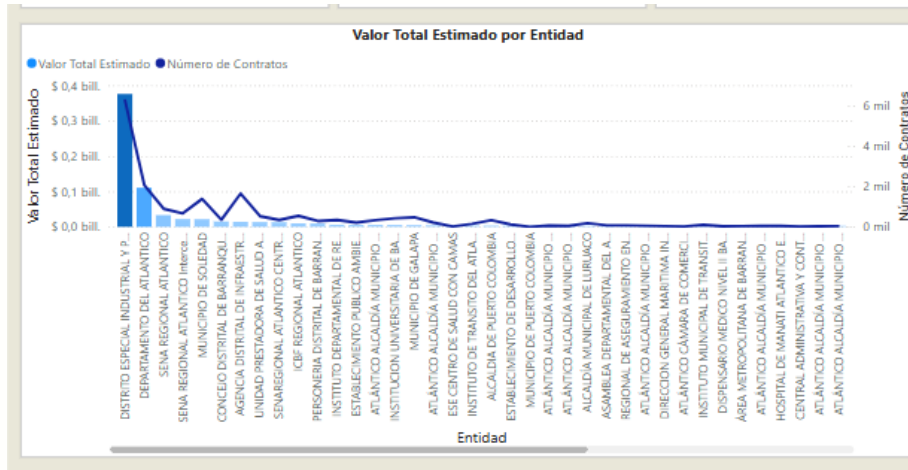 Valor Total Estimado por Entidad
Valor Total Estimado Número de Contratos
Valor Total Estimado
$ 0,4 bill.
$ 0,3 bill.
$ 0,2 bill.
$ 0,1 bill.
$ 0,0 bill.
6 mil
4 mil
2 mil
0 mil
Número de Contratos
DISTRITO ESPECIAL INDUSTRIAL Y P...
DEPARTAMENTO DEL ATLANTICO
SENA REGIONAL ATLANTICO
SENA REGIONAL ATLANTICO Interce...
MUNICIPIO DE SOLEDAD
CONCEJO DISTRITAL DE BARRANQU...
AGENCIA DISTRITAL DE INFRAESTR...
UNIDAD PRESTADORA DE SALUD A...
SENAREGIONAL ATLANTICO CENTR...
ICBF REGIONAL ATLANTICO
PERSONERIA DISTRITAL DE BARRAN...
INSTITUTO DEPARTAMENTAL DE RE...
ESTABLECIMIENTO PUBLICO AMBIE...
ATLÁNTICO ALCALDÍA MUNICIPIO ...
INSTITUCION UNIVERSITARIA DE BA...
MUNICIPIO DE GALAPA
ATLÁNTICO ALCALDÍA MUNICIPIO ...
ESE CENTRO DE SALUD CON CAMAS
INSTITUTO DE TRANSITO DEL ATLA...
ALCALDIA DE PUERTO COLOMBIA
ESTABLECIMIENTO DE DESARROLLO...
MUNICIPIO DE PUERTO COLOMBIA
ATLÁNTICO ALCALDÍA MUNICIPIO ...
ATLÁNTICO ALCALDÍA MUNICIPIO ...
ALCALDÍA MUNICIPAL DE LURUACO
ASAMBLEA DEPARTAMENTAL DEL A...
REGIONAL DE ASEGURAMIENTO EN...
ATLÁNTICO ALCALDÍA MUNICIPIO ...
DIRECCION GENERAL MARITIMA IN...
ATLÁNTICO CÁMARA DE COMERCI...
INSTITUTO MUNICIPAL DE TRANSIT...
DISPENSARIO MEDICO NIVEL II BA...
ÁREA METROPOLITANA DE BARRAN...
ATLÁNTICO ALCALDÍA MUNICIPIO ...
HOSPITAL DE MANATI ATLANTICO E...
CENTRAL ADMINISTRATIVA Y CONT...
ATLÁNTICO ALCALDÍA MUNICIPIO ...
ATLÁNTICO ALCALDÍA MUNICIPIO ...
Entidad